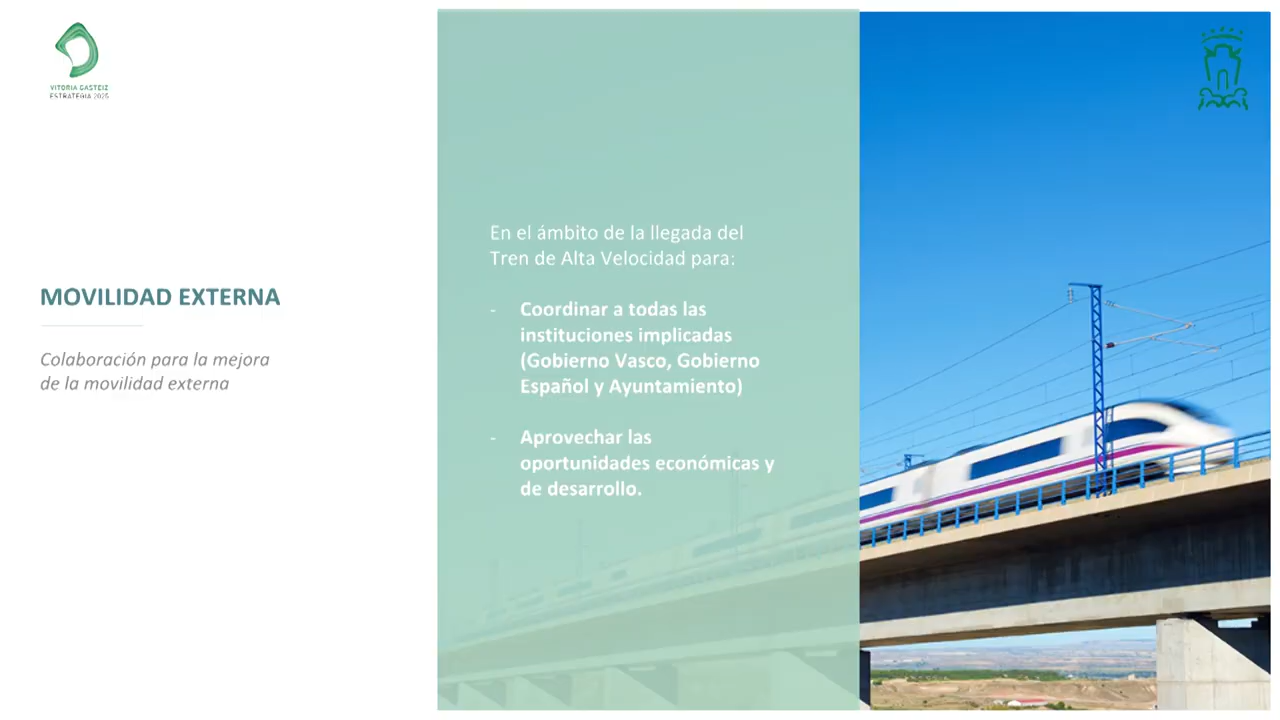 VITORIA GASTEIZ
ESTRATEGIA 2025
MOVILIDAD EXTERNA
Colaboración para la mejora
de la movilidad externa
En el ámbito de la llegada del
Tren de Alta Velocidad para:
- Coordinar a todas las
instituciones implicadas
(Gobierno Vasco, Gobierno
Español y Ayuntamiento)
- Aprovechar las
oportunidades económicas y
de desarrollo.